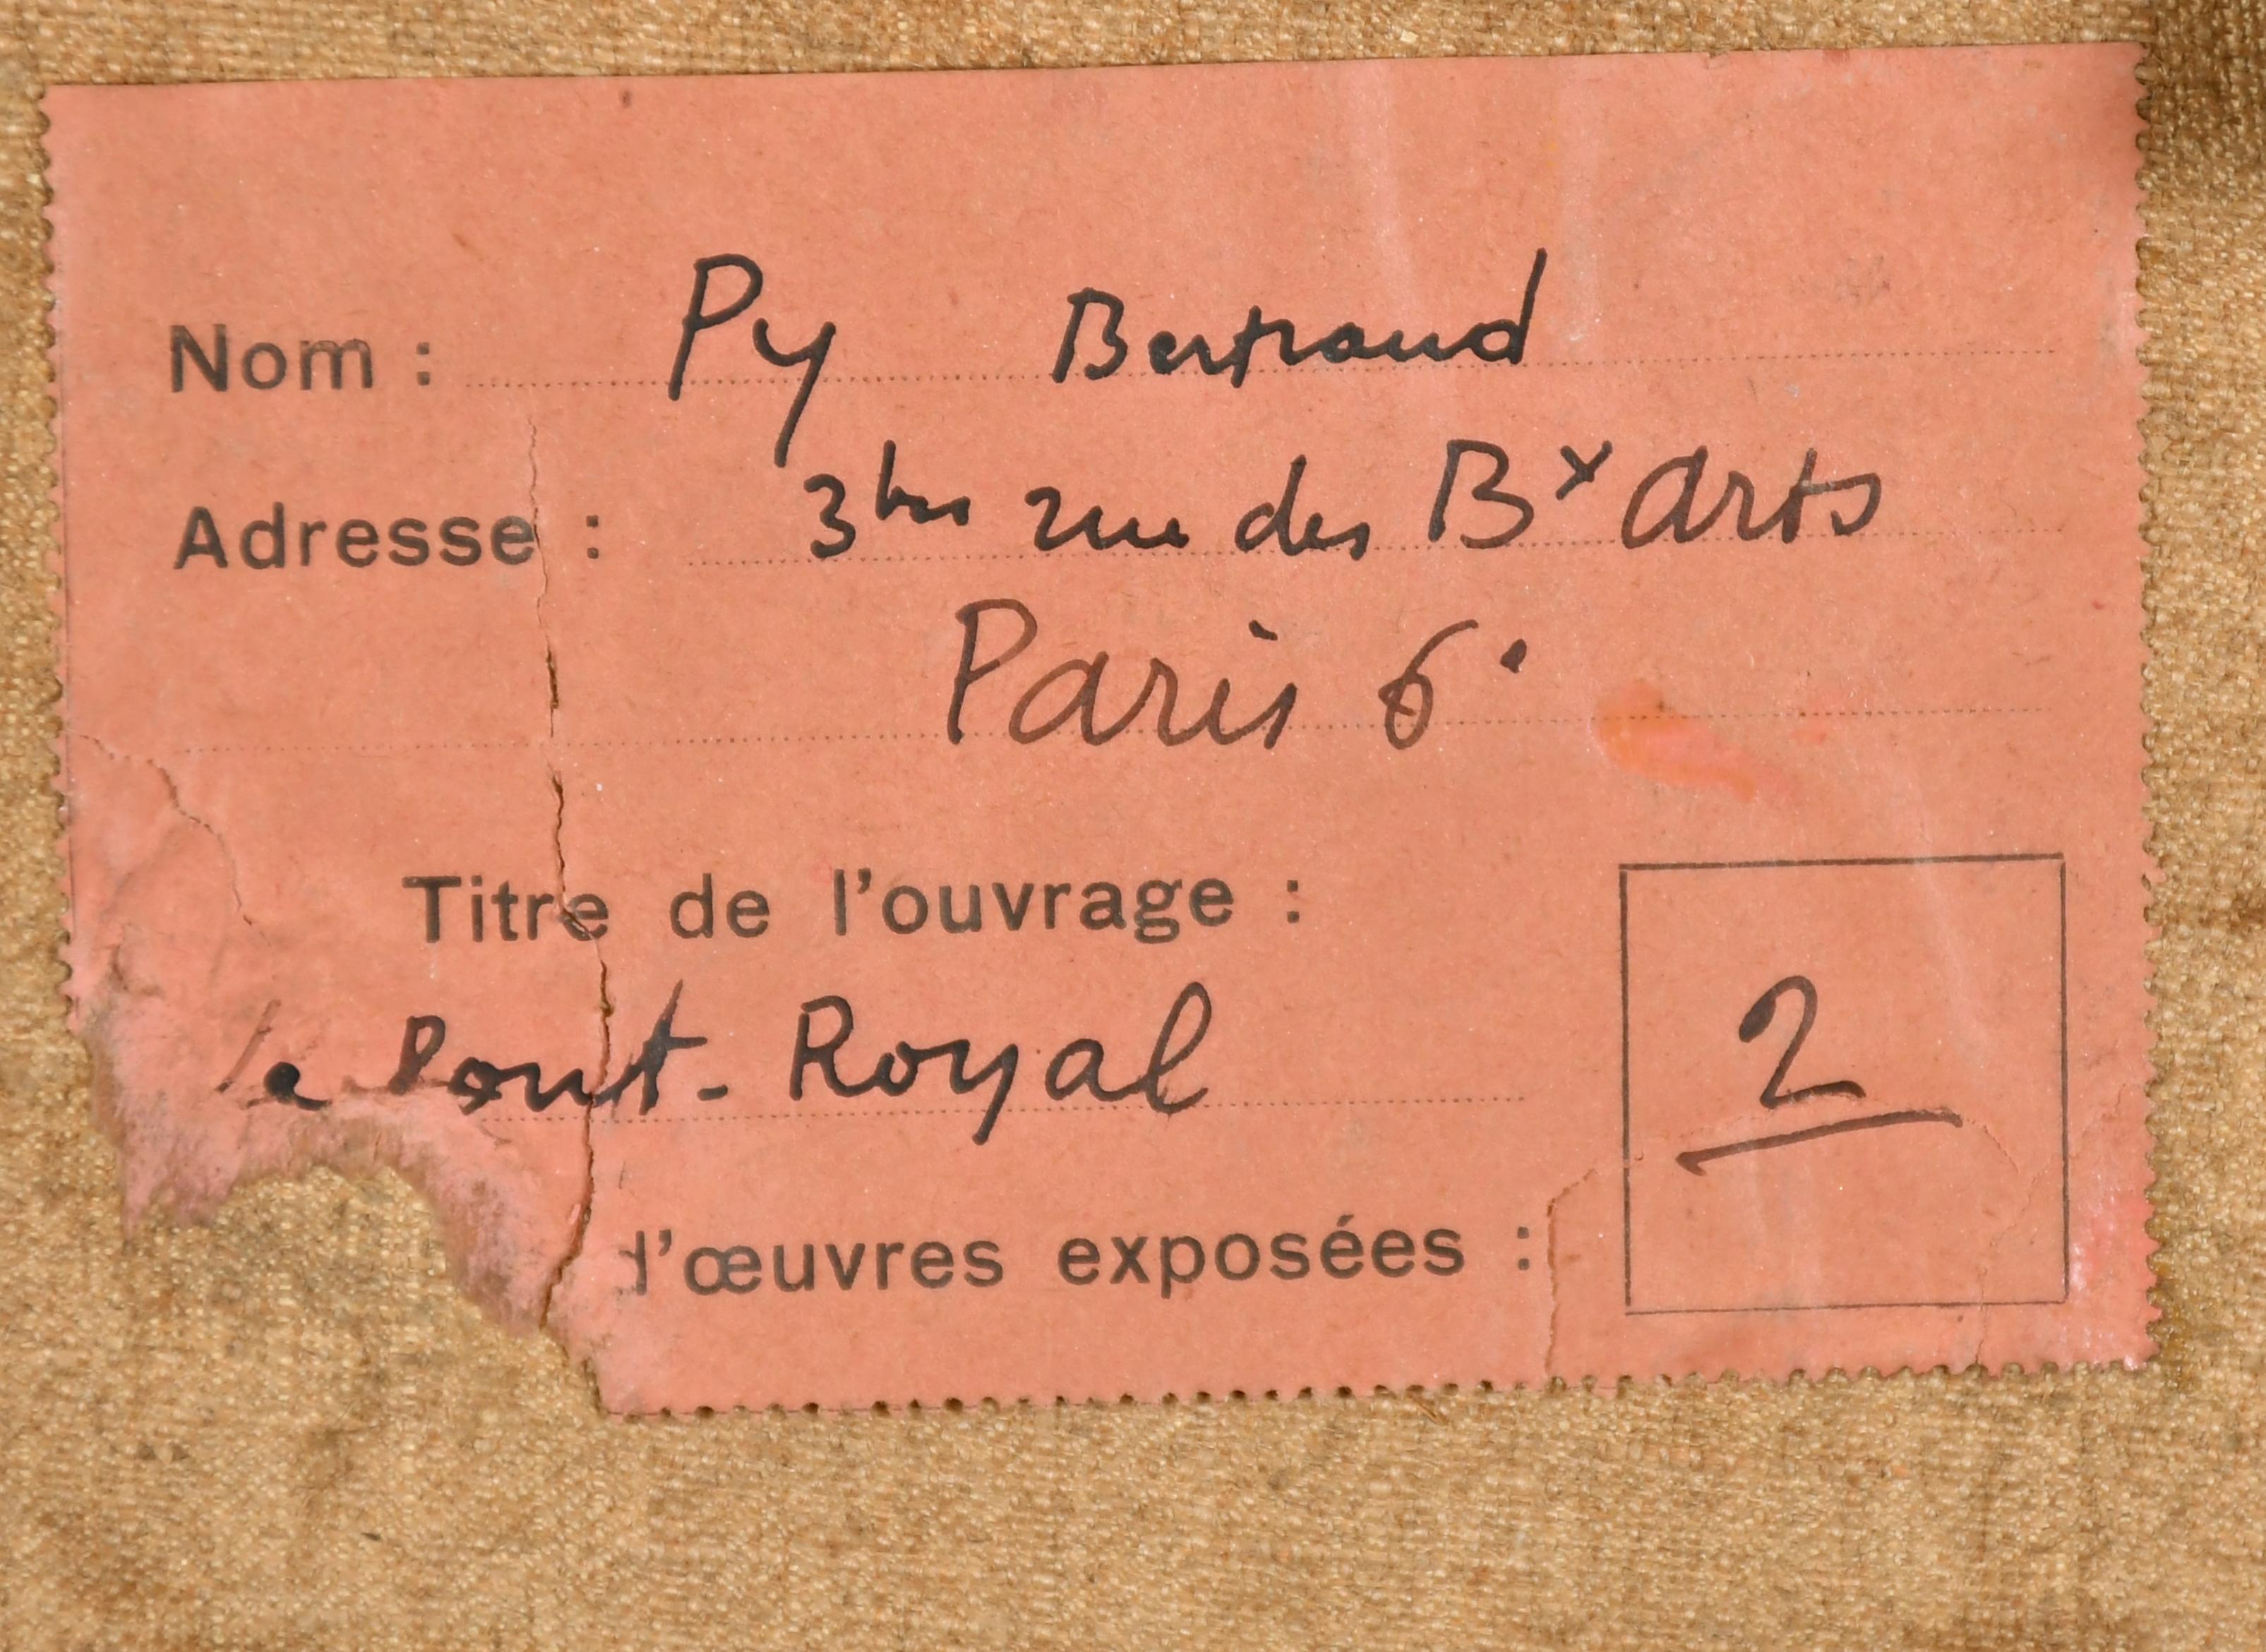 Nom : Py Bertrand
Adresse : 3bis rue des Bx Arts
Paris 6e
Titre de l'ouvrage :
le Pont-Royal
2
d'œuvres exposées :